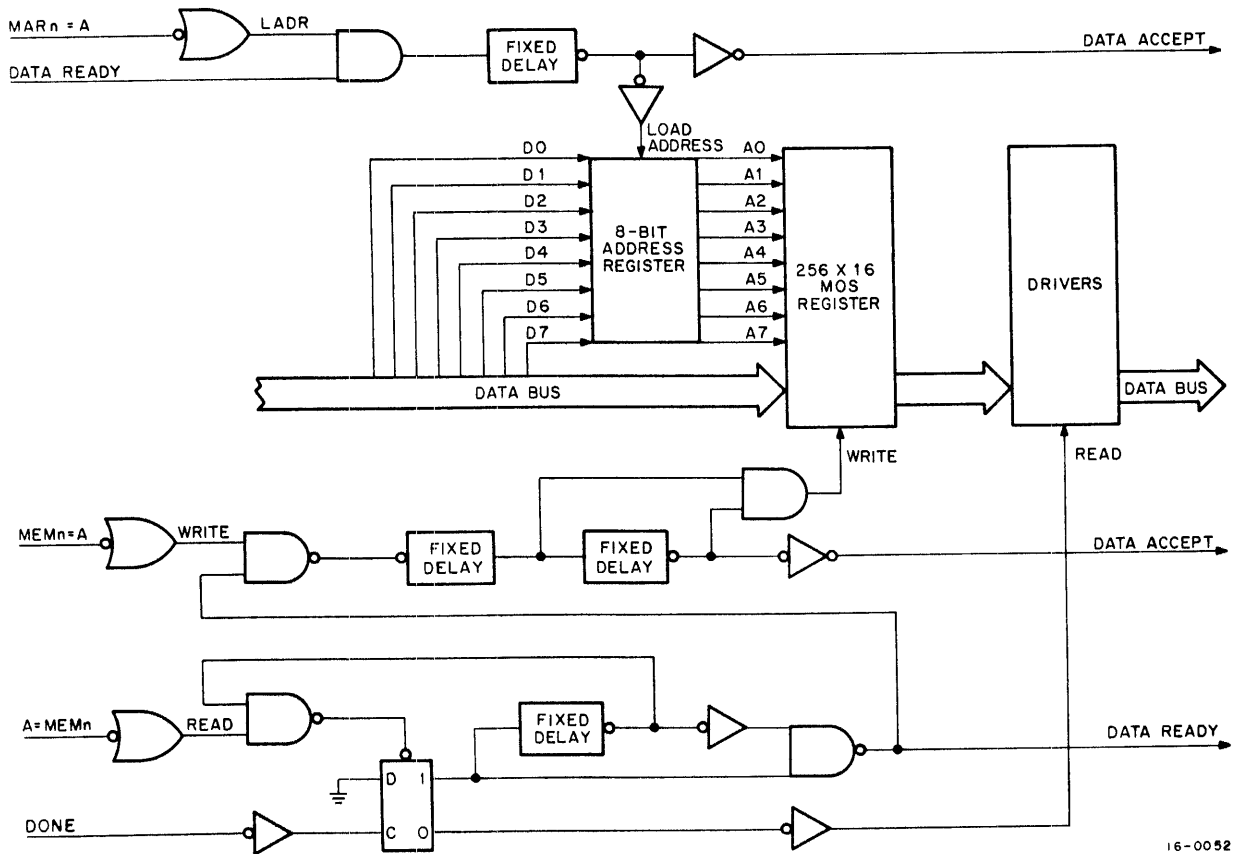 MARn = A
LADR
DATA READY
FIXED
DELAY
DATA ACCEPT
LOAD
ADDRESS
D0
D1
D2
D3
D4
D5
D6
D7
8-BIT
ADDRESS
REGISTER
A0
A1
A2
A3
A4
A5
A6
A7
256 X 16
MOS
REGISTER
DRIVERS
DATA BUS
DATA BUS
WRITE
READ
MEMn=A
WRITE
FIXED
DELAY
FIXED
DELAY
DATA ACCEPT
A=MEMn
READ
FIXED
DELAY
DATA READY
D 1
C 0
DONE
16-0052